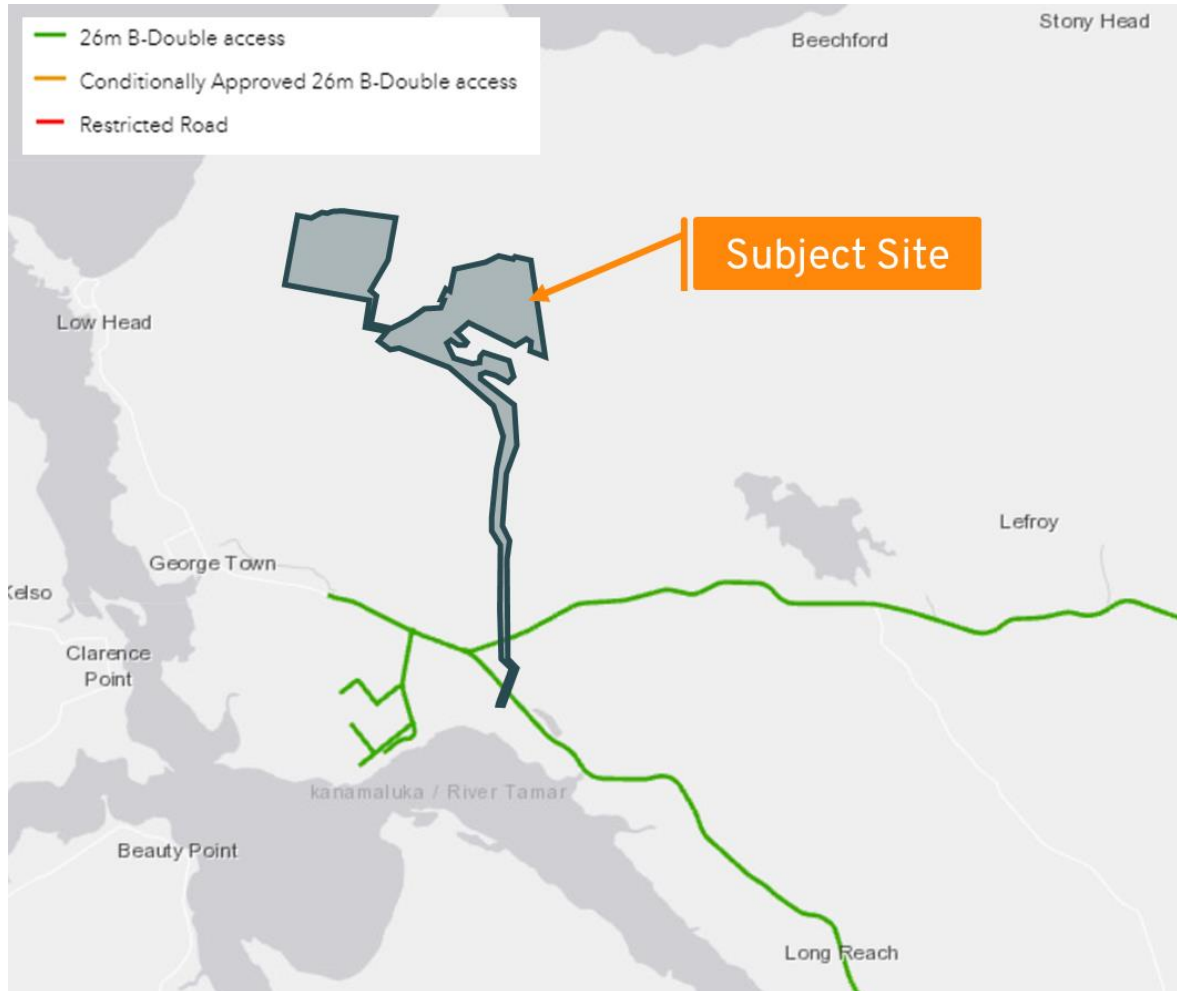 26m B-Double access
Conditionally Approved 26m B-Double access
Restricted Road
Stony Head
Beechford
Subject Site
Low Head
Lefroy
George Town
Kelso
Clarence
Point
kanamaluka / River Tamar
Beauty Point
Long Reach